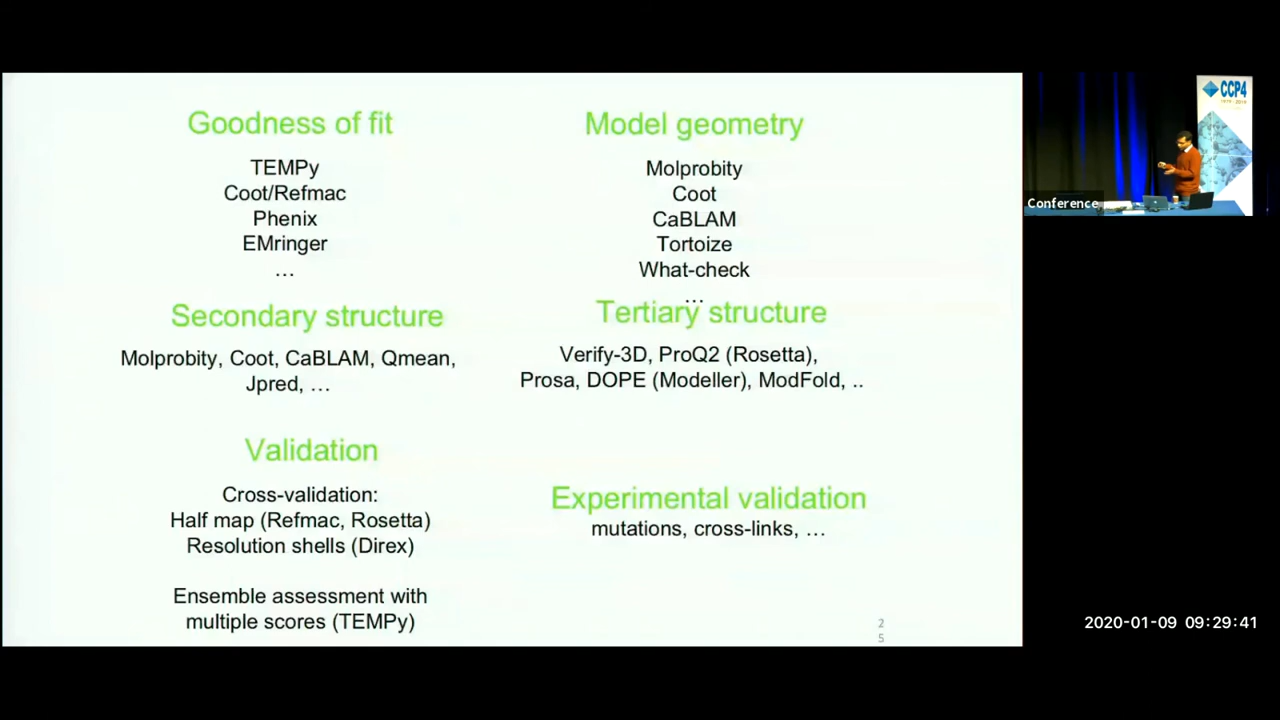 Goodness of fit
TEMPy
Coot/Refmac
Phenix
EMringer
…
Model geometry
Molprobity
Coot
CaBLAM
Tortoize
What-check
…
Secondary structure
Molprobity, Coot, CaBLAM, Qmean,
Jpred, …
Tertiary structure
Verify-3D, ProQ2 (Rosetta),
Prosa, DOPE (Modeller), ModFold, ..
Validation
Cross-validation:
Half map (Refmac, Rosetta)
Resolution shells (Direx)
Ensemble assessment with
multiple scores (TEMPy)
Experimental validation
mutations, cross-links, …
2
5
CCP4
Conference
2020-01-09 09:29:41